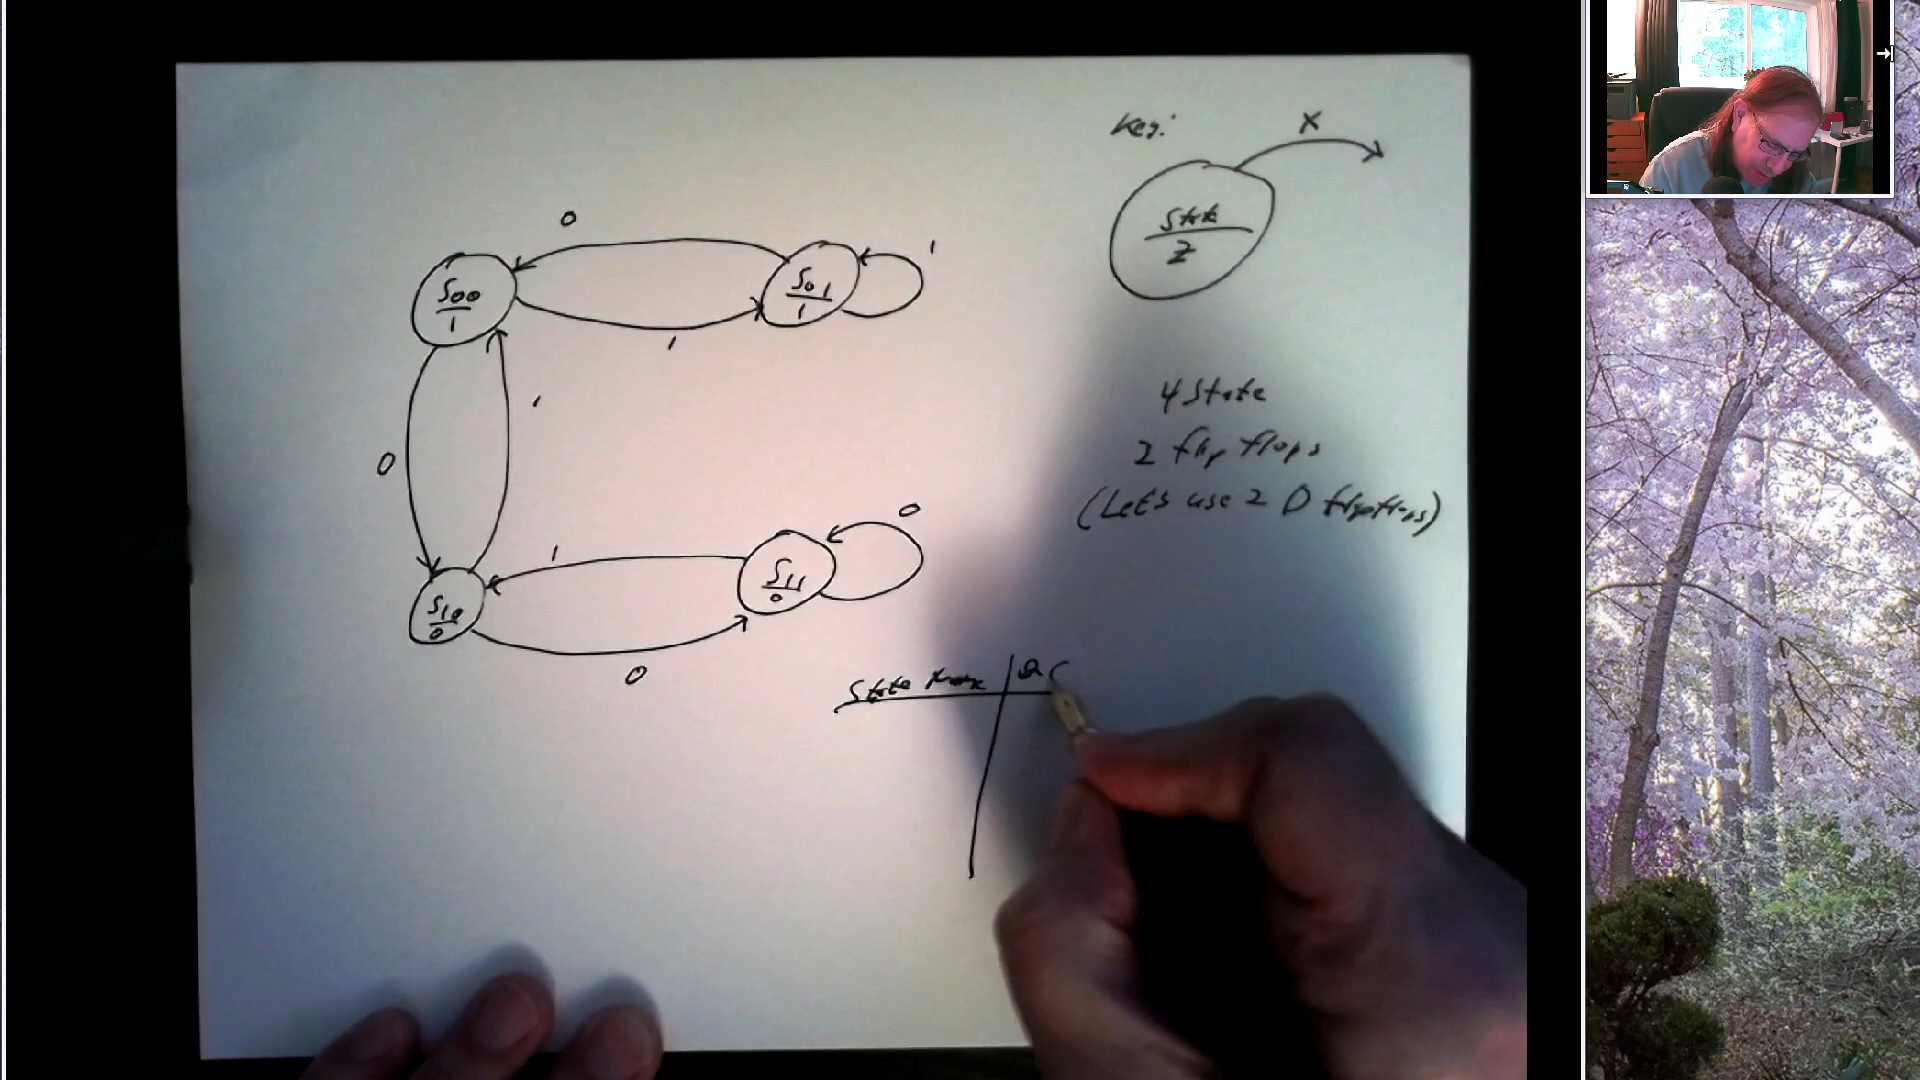 Key:
X
State
Z
0
S00
1
S01
1
1
1
0
1
4 State
2 flip flops
(Let's use 2 D flipflops)
1
0
S10
0
S11
0
0
State Name | Q